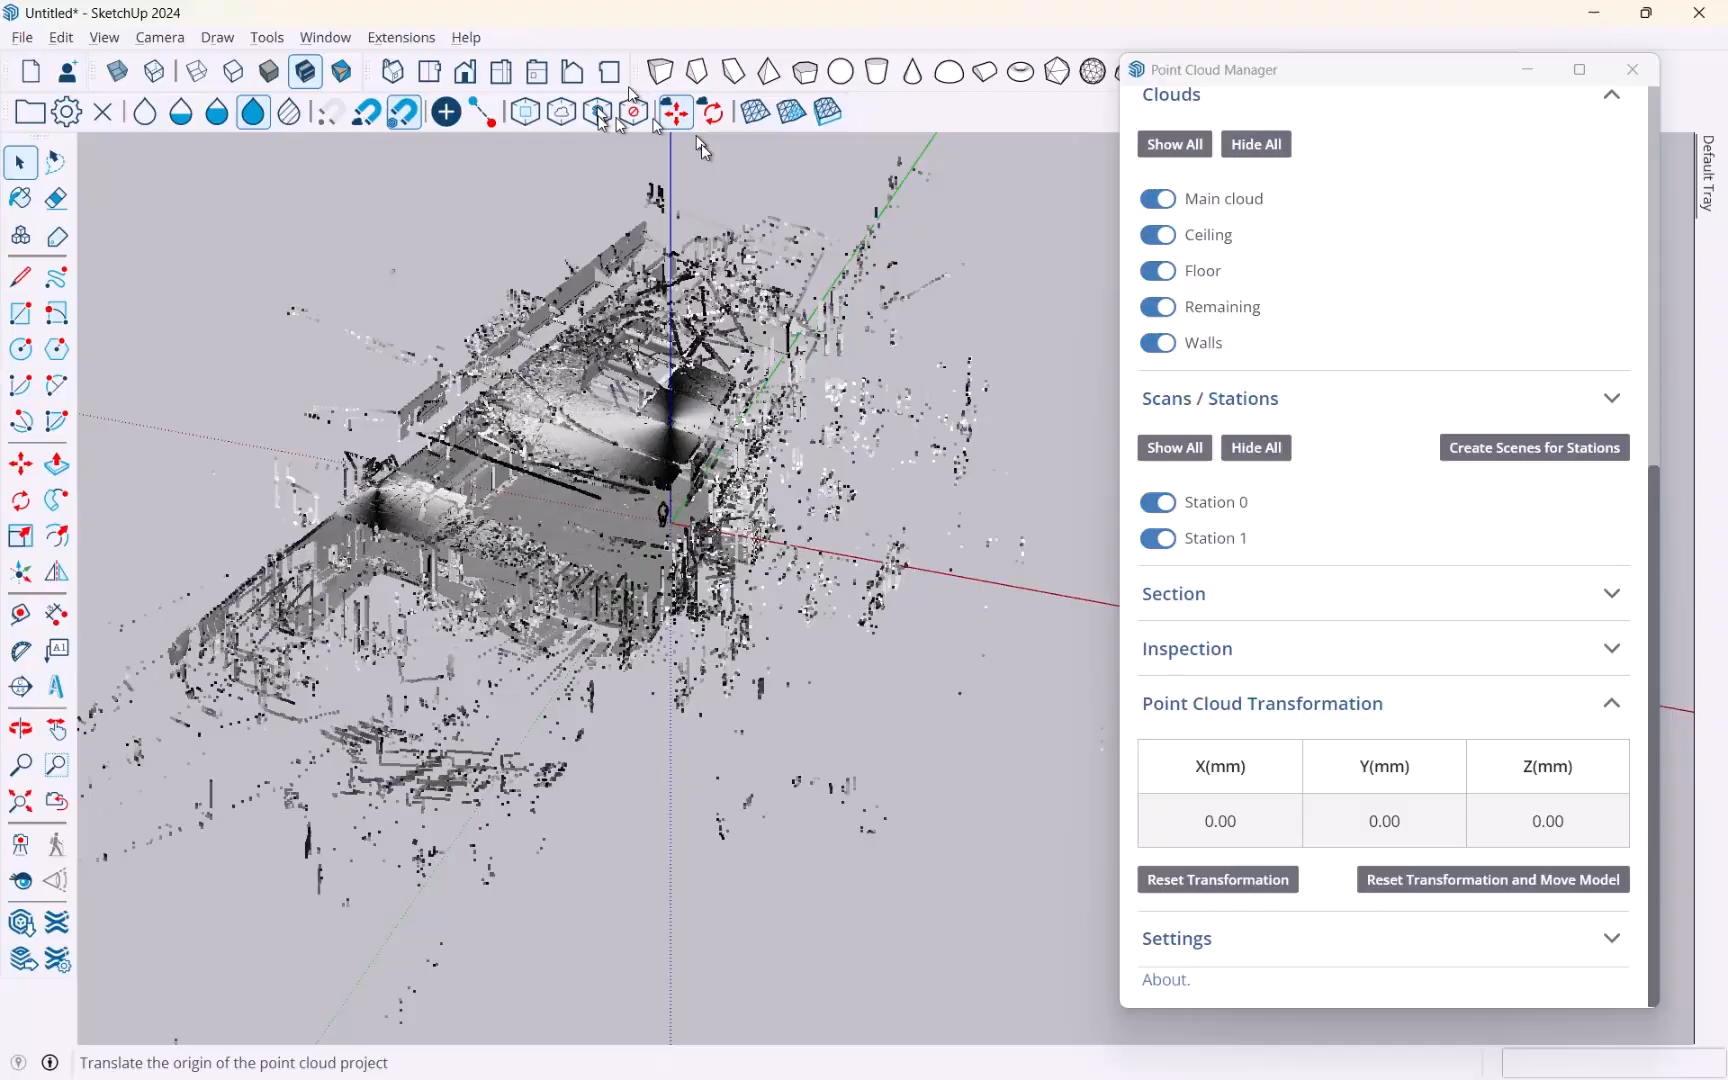 Untitled* - SketchUp 2024
File Edit View Camera Draw Tools Window Extensions Help
Point Cloud Manager
Clouds
Show All Hide All
Main cloud
Ceiling
Floor
Remaining
Walls
Scans / Stations
Show All Hide All Create Scenes for Stations
Station 0
Station 1
Section
Inspection
Point Cloud Transformation
X(mm) Y(mm) Z(mm)
0.00 0.00 0.00
Reset Transformation Reset Transformation and Move Model
Settings
About.
Default Tray
Translate the origin of the point cloud project